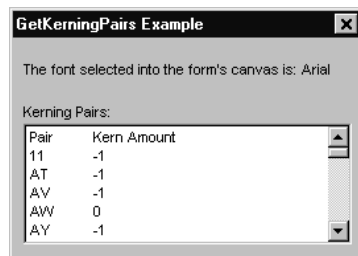 GetKerningPairs Example
The font selected into the form's canvas is: Arial
Kerning Pairs:
Pair Kern Amount
11 -1
AT -1
AV -1
AW 0
AY -1